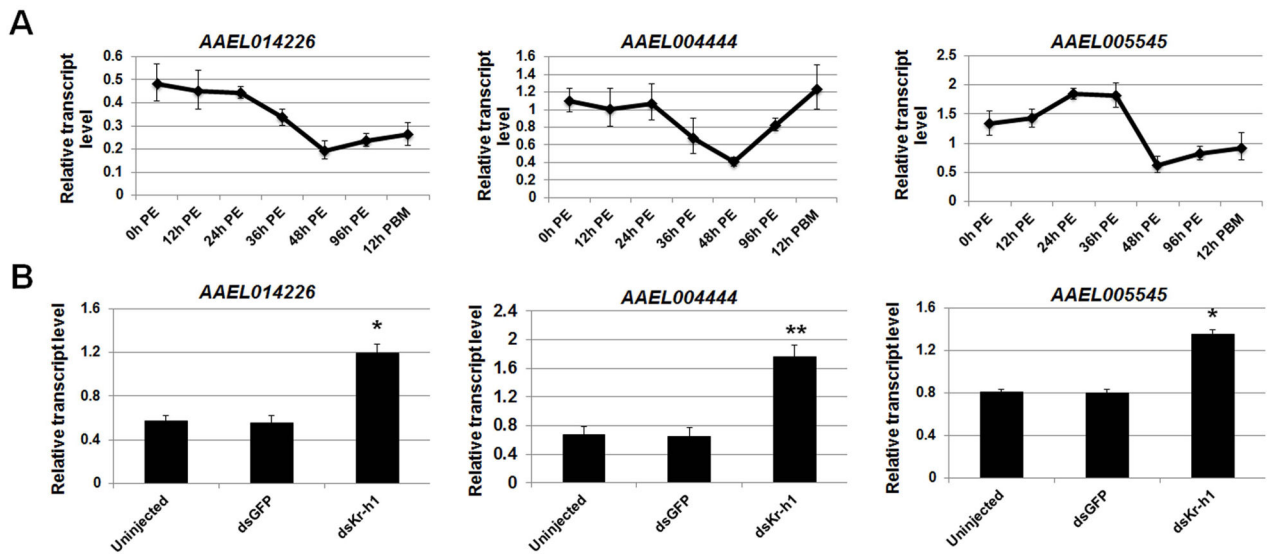 A
AAEL014226
Relative transcript
level
0.6
0.5
0.4
0.3
0.2
0.1
0
0h PE
12h PE
24h PE
36h PE
48h PE
96h PE
12h PBM
AAEL004444
Relative transcript
level
1.6
1.4
1.2
1
0.8
0.6
0.4
0.2
0
0h PE
12h PE
24h PE
36h PE
48h PE
96h PE
12h PBM
AAEL005545
Relative transcript
level
2.5
2
1.5
1
0.5
0
0h PE
12h PE
24h PE
36h PE
48h PE
96h PE
12h PBM
B
AAEL014226
Relative transcript level
1.6
1.2
0.8
0.4
0
*
Uninjected
dsGFP
dsKr-h1
AAEL004444
Relative transcript level
2.4
2
1.6
1.2
0.8
0.4
0
**
Uninjected
dsGFP
dsKr-h1
AAEL005545
Relative transcript level
1.6
1.2
0.8
0.4
0
*
Uninjected
dsGFP
dsKr-h1